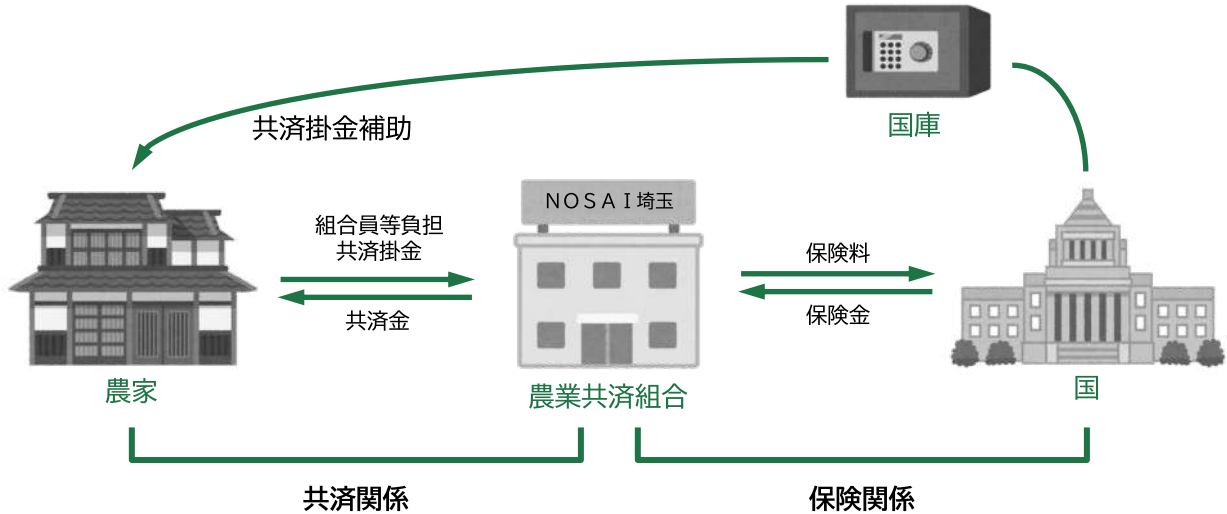 国庫
共済掛金補助
ＮＯＳＡＩ埼玉
組合員等負担
共済掛金
共済金
保険料
保険金
農家
農業共済組合
国
共済関係
保険関係